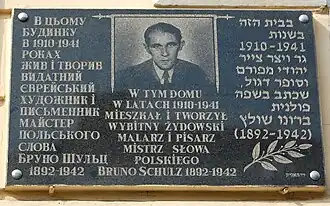 В ЦЬОМУ
БУДИНКУ
В 1910-1941
РОКАХ
ЖИВ І ТВОРИВ
ВИДАТНИЙ
ЄВРЕЙСЬКИЙ
ХУДОЖНИК І
ПИСЬМЕННИК
МАЙСТЕР
ПОЛЬСЬКОГО
СЛОВА
БРУНО ШУЛЬЦ
1892-1942
W TYM DOMU
W LATACH 1910-1941
MIESZKAŁ I TWORZYŁ
WYBITNY ŻYDOWSKI
MALARZ I PISARZ
MISTRZ SŁOWA
POLSKIEGO
BRUNO SCHULZ 1892-1942
בבית הזה
בשנות
1910-1941
גר ויצר צייר
יהודי מפורסם
וסופר דגול,
שכתב בשפה
פולנית
ברונו שולץ
(1892-1942)